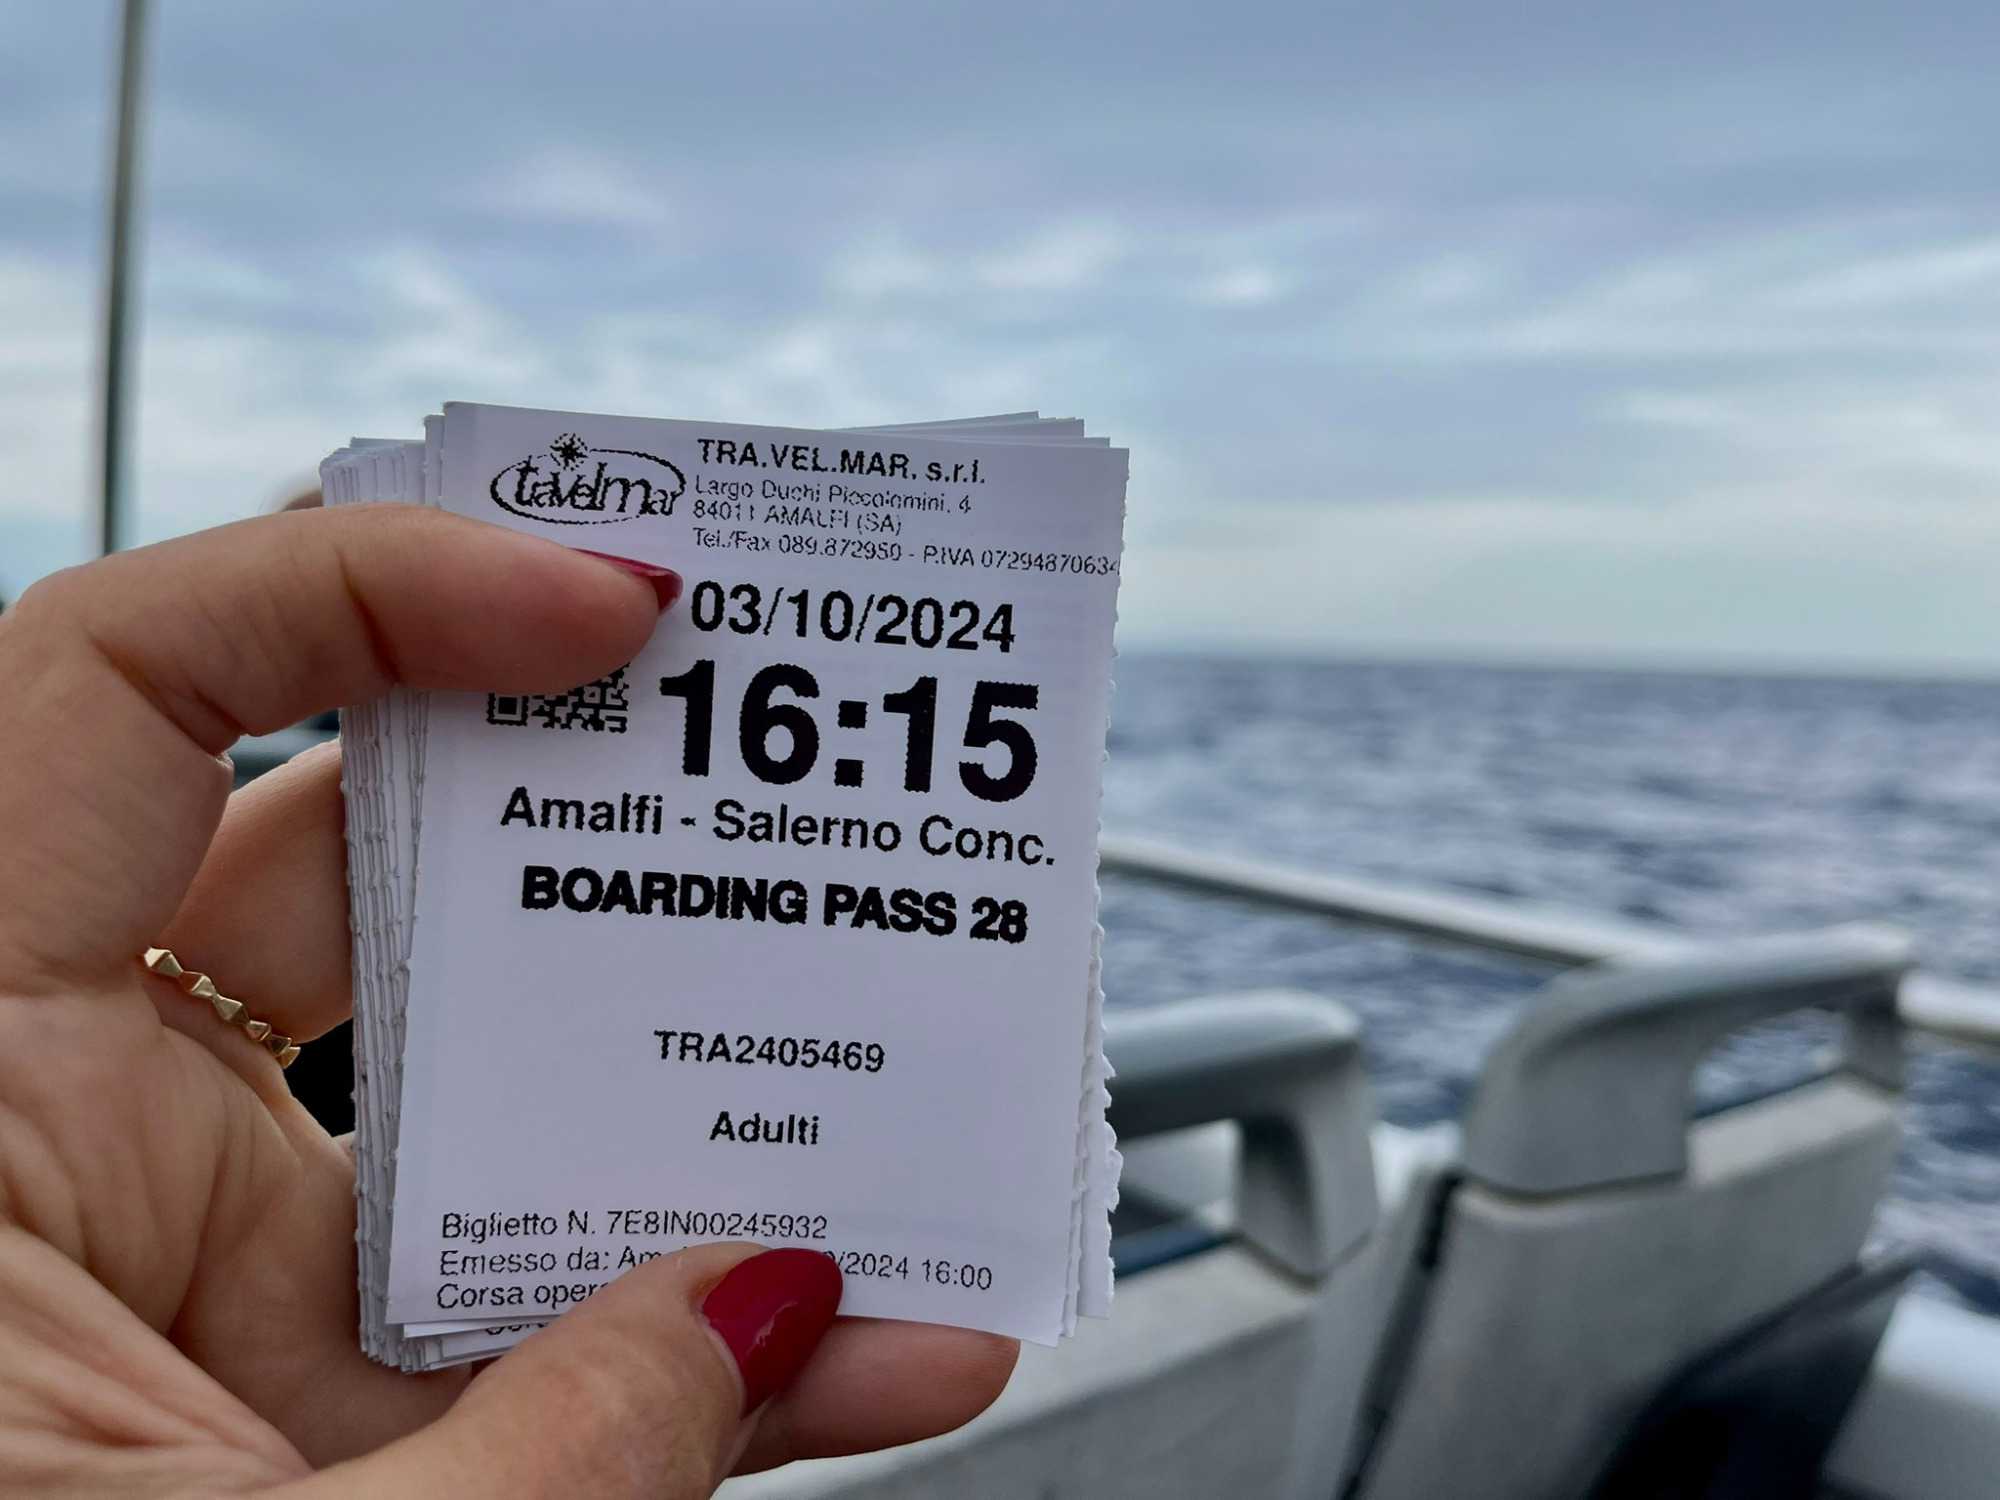 travelmar
TRA.VEL.MAR. s.r.l.
Largo Duchi Piccolomini, 4
84011 AMALFI (SA)
Tel./Fax 089.872950 - P.IVA 07294870634
03/10/2024
16:15
Amalfi - Salerno Conc.
BOARDING PASS 28
TRA2405469
Adulti
Biglietto N. 7E8IN00245932
Emesso da: /2024 16:00
Corsa